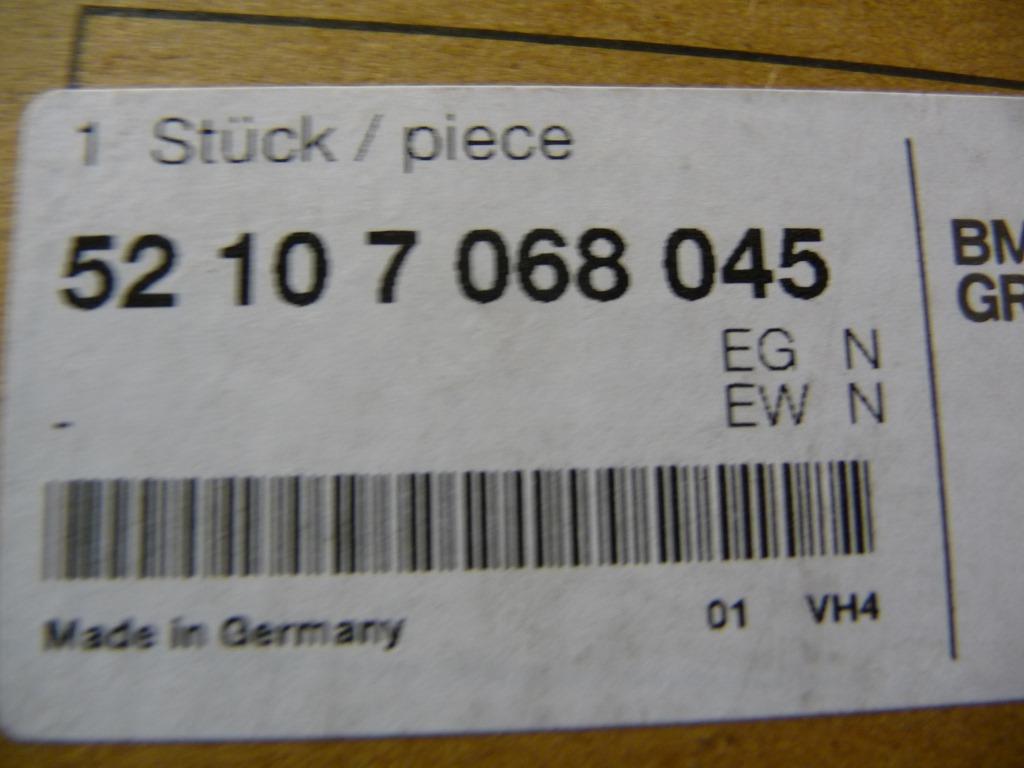 1 Stück / piece
52 10 7 068 045
EG N
EW N
-
Made in Germany
01 VH4
BM
GR